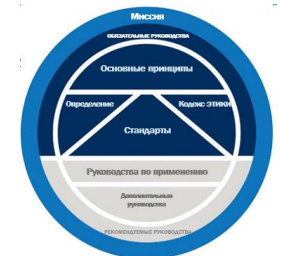 Миссия
ОБЯЗАТЕЛЬНЫЕ РУКОВОДСТВА
Основные принципы
Определение Кодекс ЭТИКИ
Стандарты
Руководства по применению
Дополнительные
руководства
РЕКОМЕНДУЕМЫЕ РУКОВОДСТВА